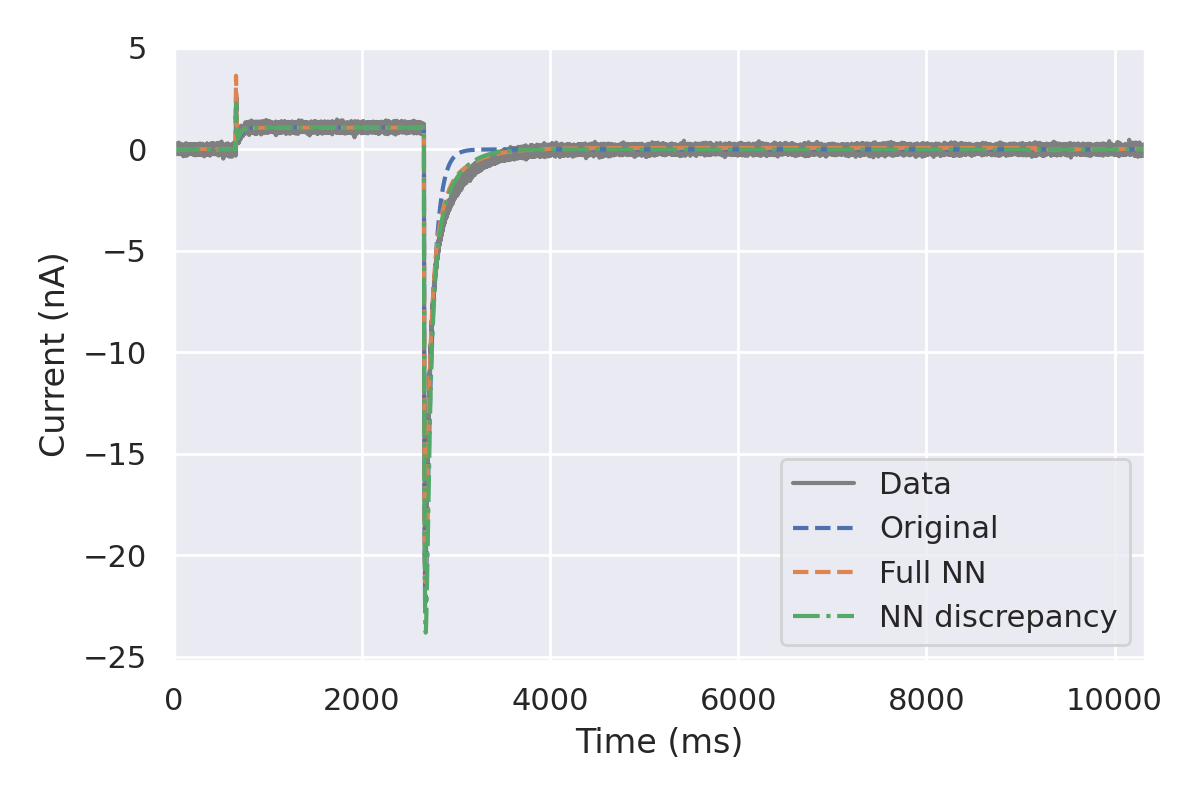 5
0
−5
−10
−15
−20
−25
Current (nA)
Data
Original
Full NN
NN discrepancy
0 2000 4000 6000 8000 10000
Time (ms)